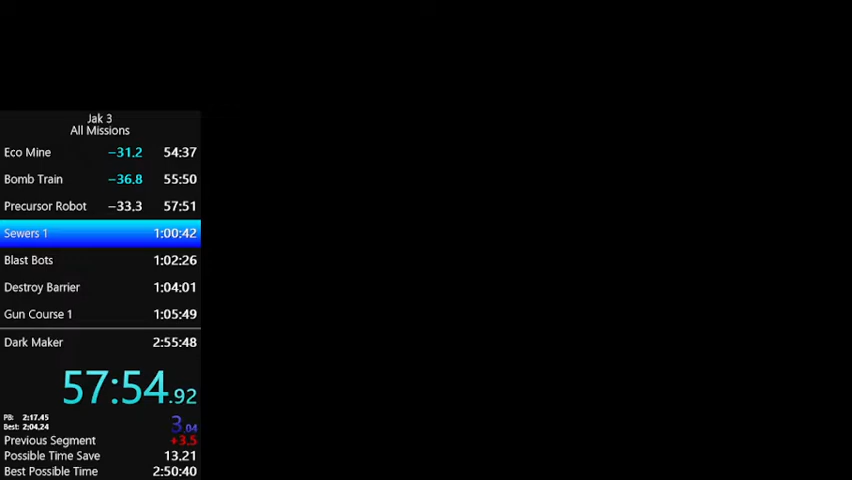 Jak 3
All Missions
Eco Mine −31.2 54:37
Bomb Train −36.8 55:50
Precursor Robot −33.3 57:51
Sewers 1 1:00:42
Blast Bots 1:02:26
Destroy Barrier 1:04:01
Gun Course 1 1:05:49
Dark Maker 2:55:48
57:54.92
PB: 2:17.45
Best: 2:04.24 3.04
Previous Segment +3.5
Possible Time Save 13.21
Best Possible Time 2:50:40